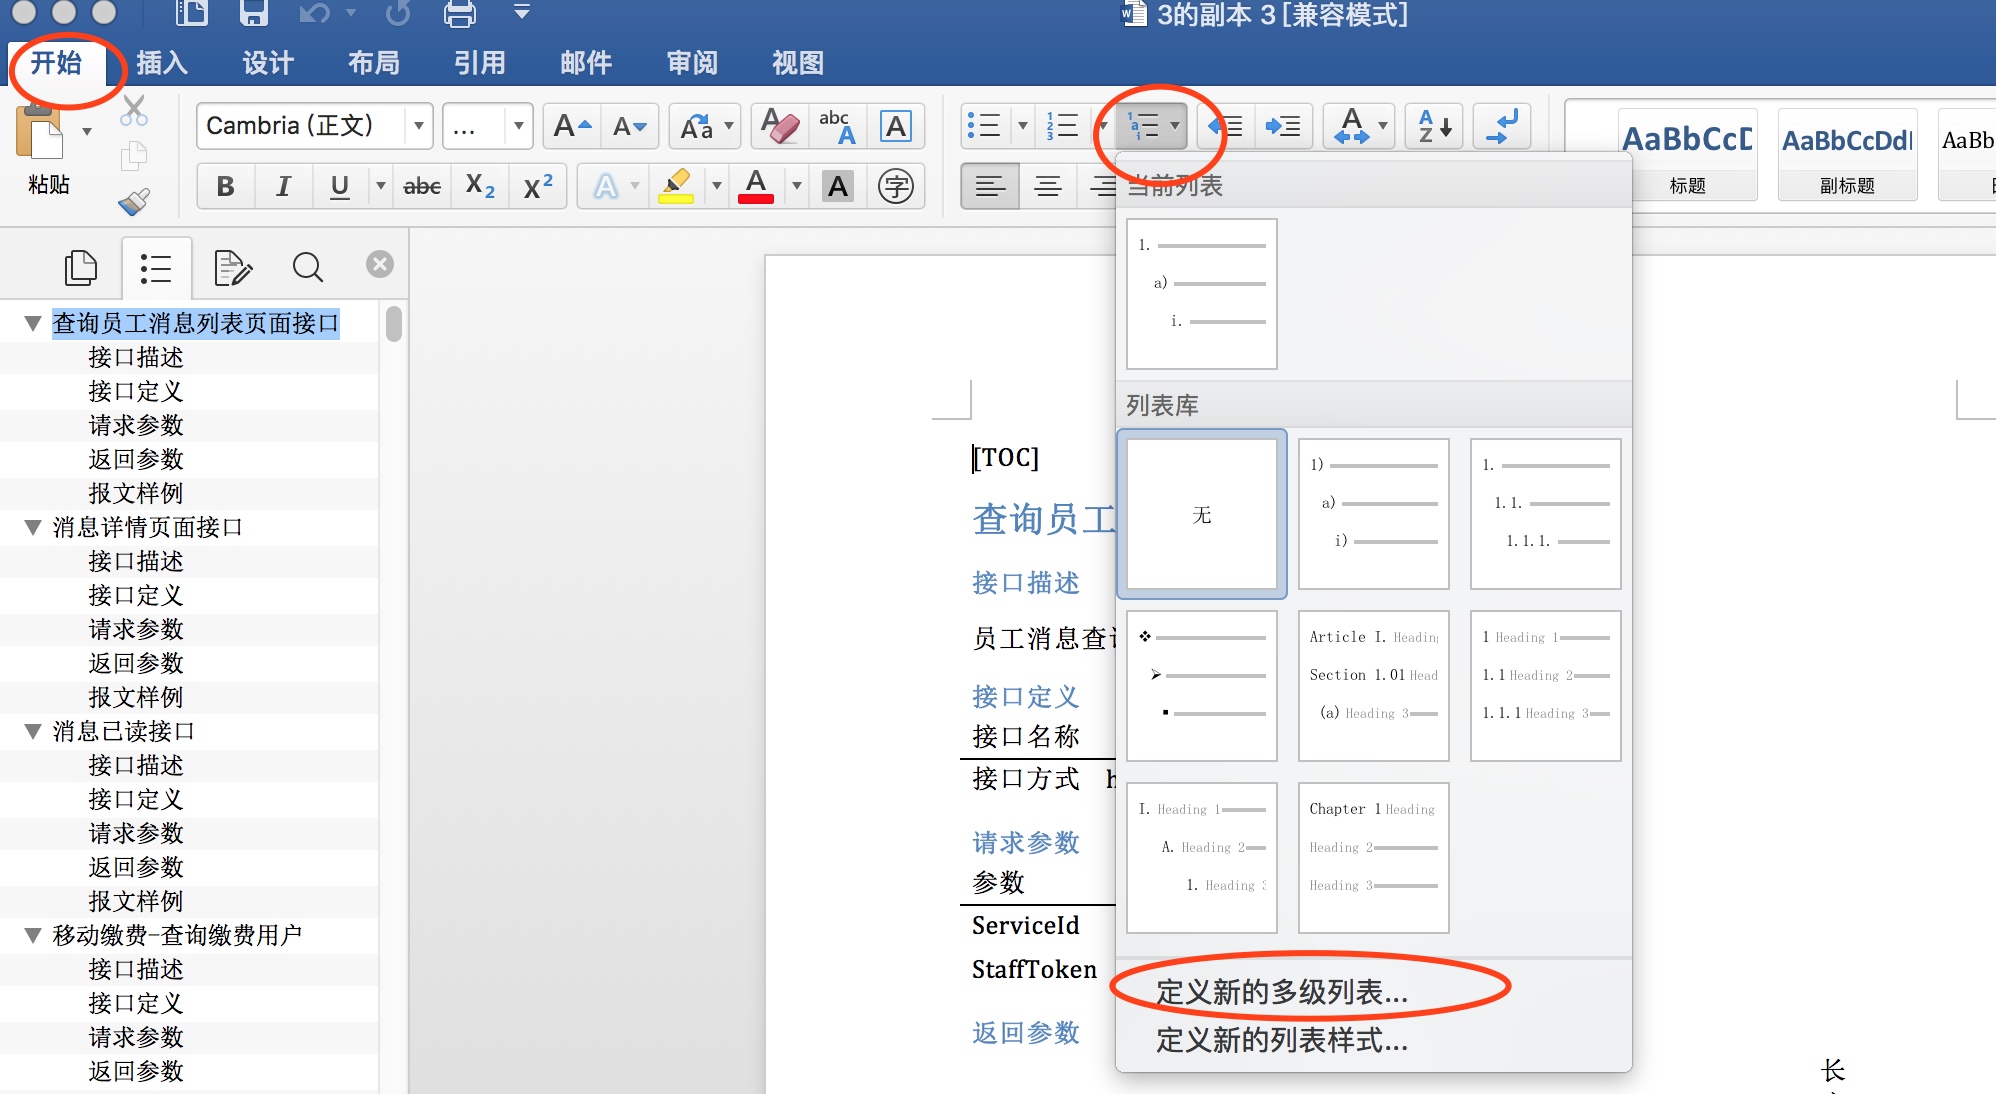 3的副本 3 [兼容模式]
开始 插入 设计 布局 引用 邮件 审阅 视图
粘贴
Cambria (正文) ...
标题 副标题
查询员工消息列表页面接口
接口描述
接口定义
请求参数
返回参数
报文样例
消息详情页面接口
接口描述
接口定义
请求参数
返回参数
报文样例
消息已读接口
接口描述
接口定义
请求参数
返回参数
报文样例
移动缴费-查询缴费用户
接口描述
接口定义
请求参数
返回参数
[TOC]
查询员工
接口描述
员工消息查
接口定义
接口名称
接口方式 h
请求参数
参数
ServiceId
StaffToken
返回参数
长
当前列表
1.
a)
i.
列表库
无
1)
a)
i)
1.
1.1.
1.1.1.
Article I. Heading
Section 1.01 Head
(a) Heading 3
1 Heading 1
1.1 Heading 2
1.1.1 Heading 3
I. Heading 1
A. Heading 2
1. Heading 3
Chapter 1 Heading
Heading 2
Heading 3
定义新的多级列表...
定义新的列表样式...
AaBbCcD AaBbCcDdI AaBb